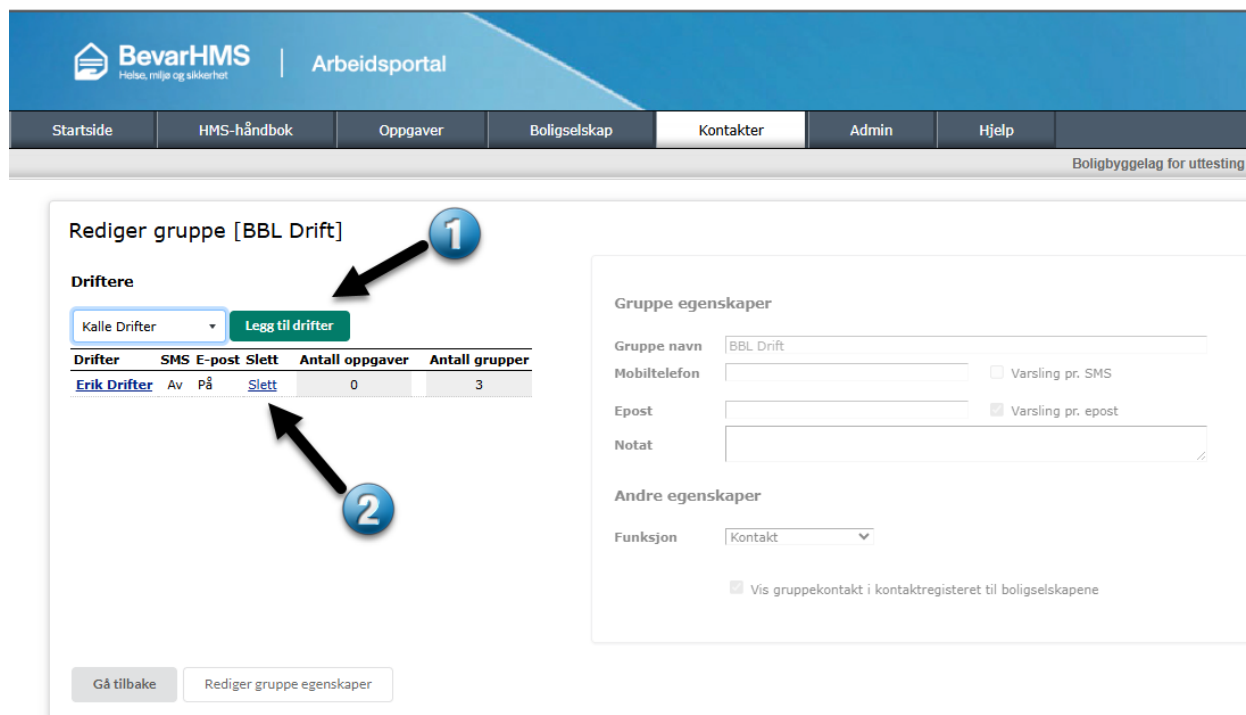 BevarHMS
Helse, miljø og sikkerhet
Arbeidsportal
Startside HMS-håndbok Oppgaver Boligselskap Kontakter Admin Hjelp
Boligbyggelag for uttesting
Rediger gruppe [BBL Drift]
1
Driftere
Kalle Drifter Legg til drifter
Drifter SMS E-post Slett Antall oppgaver Antall grupper
Erik Drifter Av På Slett 0 3
2
Gruppe egenskaper
Gruppe navn BBL Drift
Mobiltelefon Varsling pr. SMS
Epost Varsling pr. epost
Notat
Andre egenskaper
Funksjon Kontakt
Vis gruppekontakt i kontaktregisteret til boligselskapene
Gå tilbake Rediger gruppe egenskaper